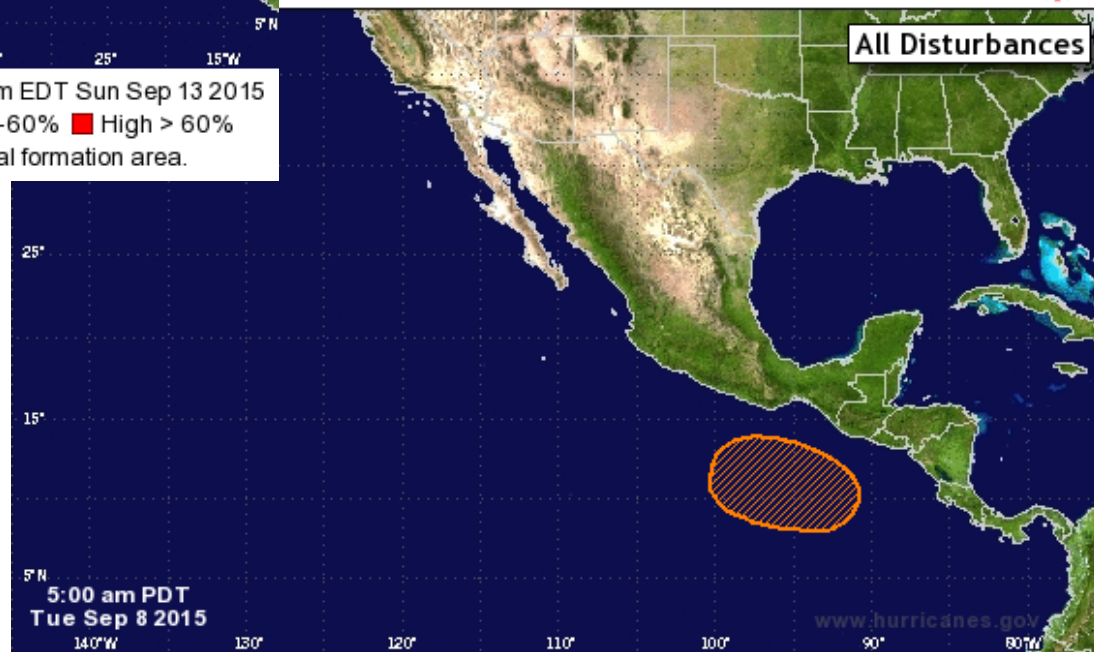 5°N
25° 15°W
All Disturbances
EDT Sun Sep 13 2015
-60% High > 60%
formation area.
25°
15°
5°N
5:00 am PDT
Tue Sep 8 2015
www.hurricanes.gov
140°W 130° 120° 110° 100° 90° 80°W